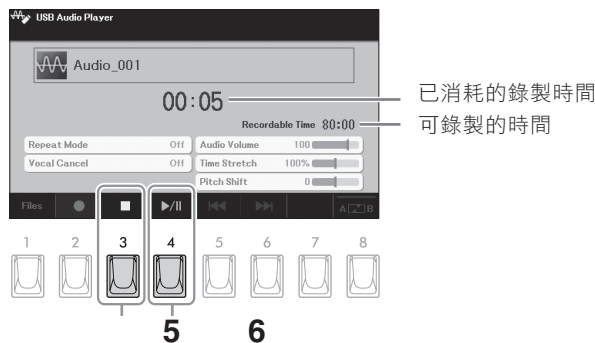 USB Audio Player
Audio_001
00:05
已消耗的錄製時間
Recordable Time 80:00
可錄製的時間
Repeat Mode Off
Audio Volume 100
Vocal Cancel Off
Time Stretch 100%
Pitch Shift 0
Files
A B
1 2 3 4 5 6 7 8
5 6